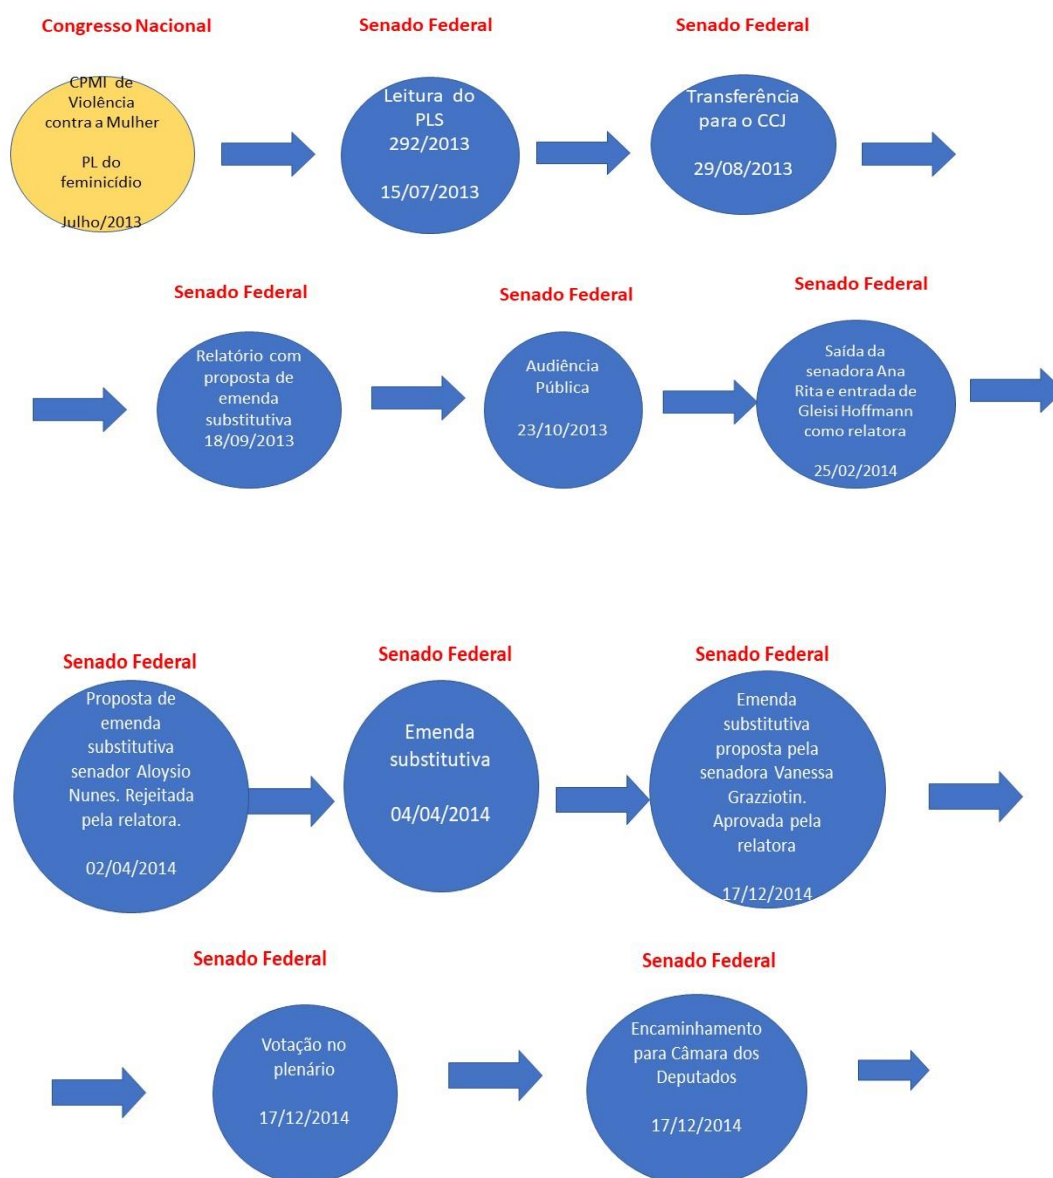 Congresso Nacional
CPMI de
Violência
contra a Mulher
PL do
feminicídio
Julho/2013
Senado Federal
Leitura do
PLS
292/2013
15/07/2013
Senado Federal
Transferência
para o CCJ
29/08/2013
Senado Federal
Relatório com
proposta de
emenda
substitutiva
18/09/2013
Senado Federal
Audiência
Pública
23/10/2013
Senado Federal
Saída da
senadora Ana
Rita e entrada de
Gleisi Hoffmann
como relatora
25/02/2014
Senado Federal
Proposta de
emenda
substitutiva
senador Aloysio
Nunes. Rejeitada
pela relatora.
02/04/2014
Senado Federal
Emenda
substitutiva
04/04/2014
Senado Federal
Emenda
substitutiva
proposta pela
senadora Vanessa
Grazziotin.
Aprovada pela
relatora
17/12/2014
Senado Federal
Votação no
plenário
17/12/2014
Senado Federal
Encaminhamento
para Câmara dos
Deputados
17/12/2014